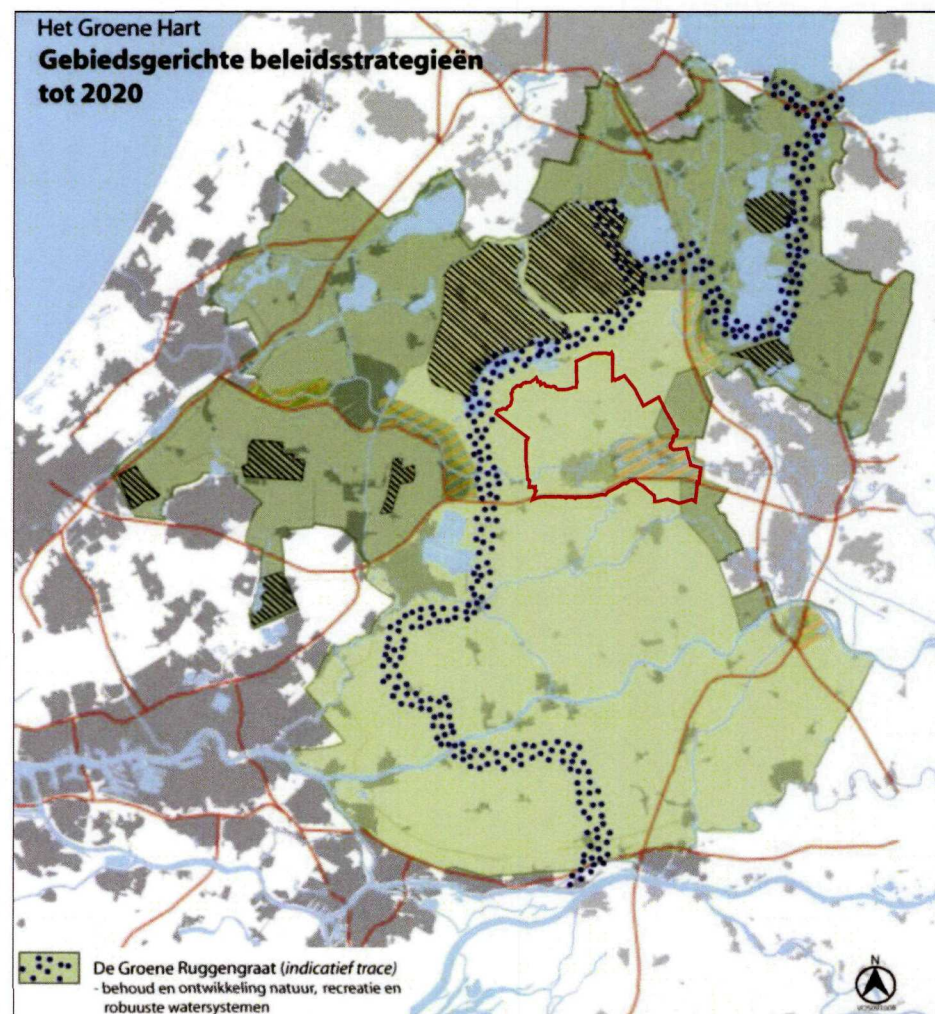 Het Groene Hart
Gebiedsgerichte beleidsstrategieën
tot 2020
De Groene Ruggengraat (indicatief trace)
- behoud en ontwikkeling natuur, recreatie en
robuuste watersystemen
N